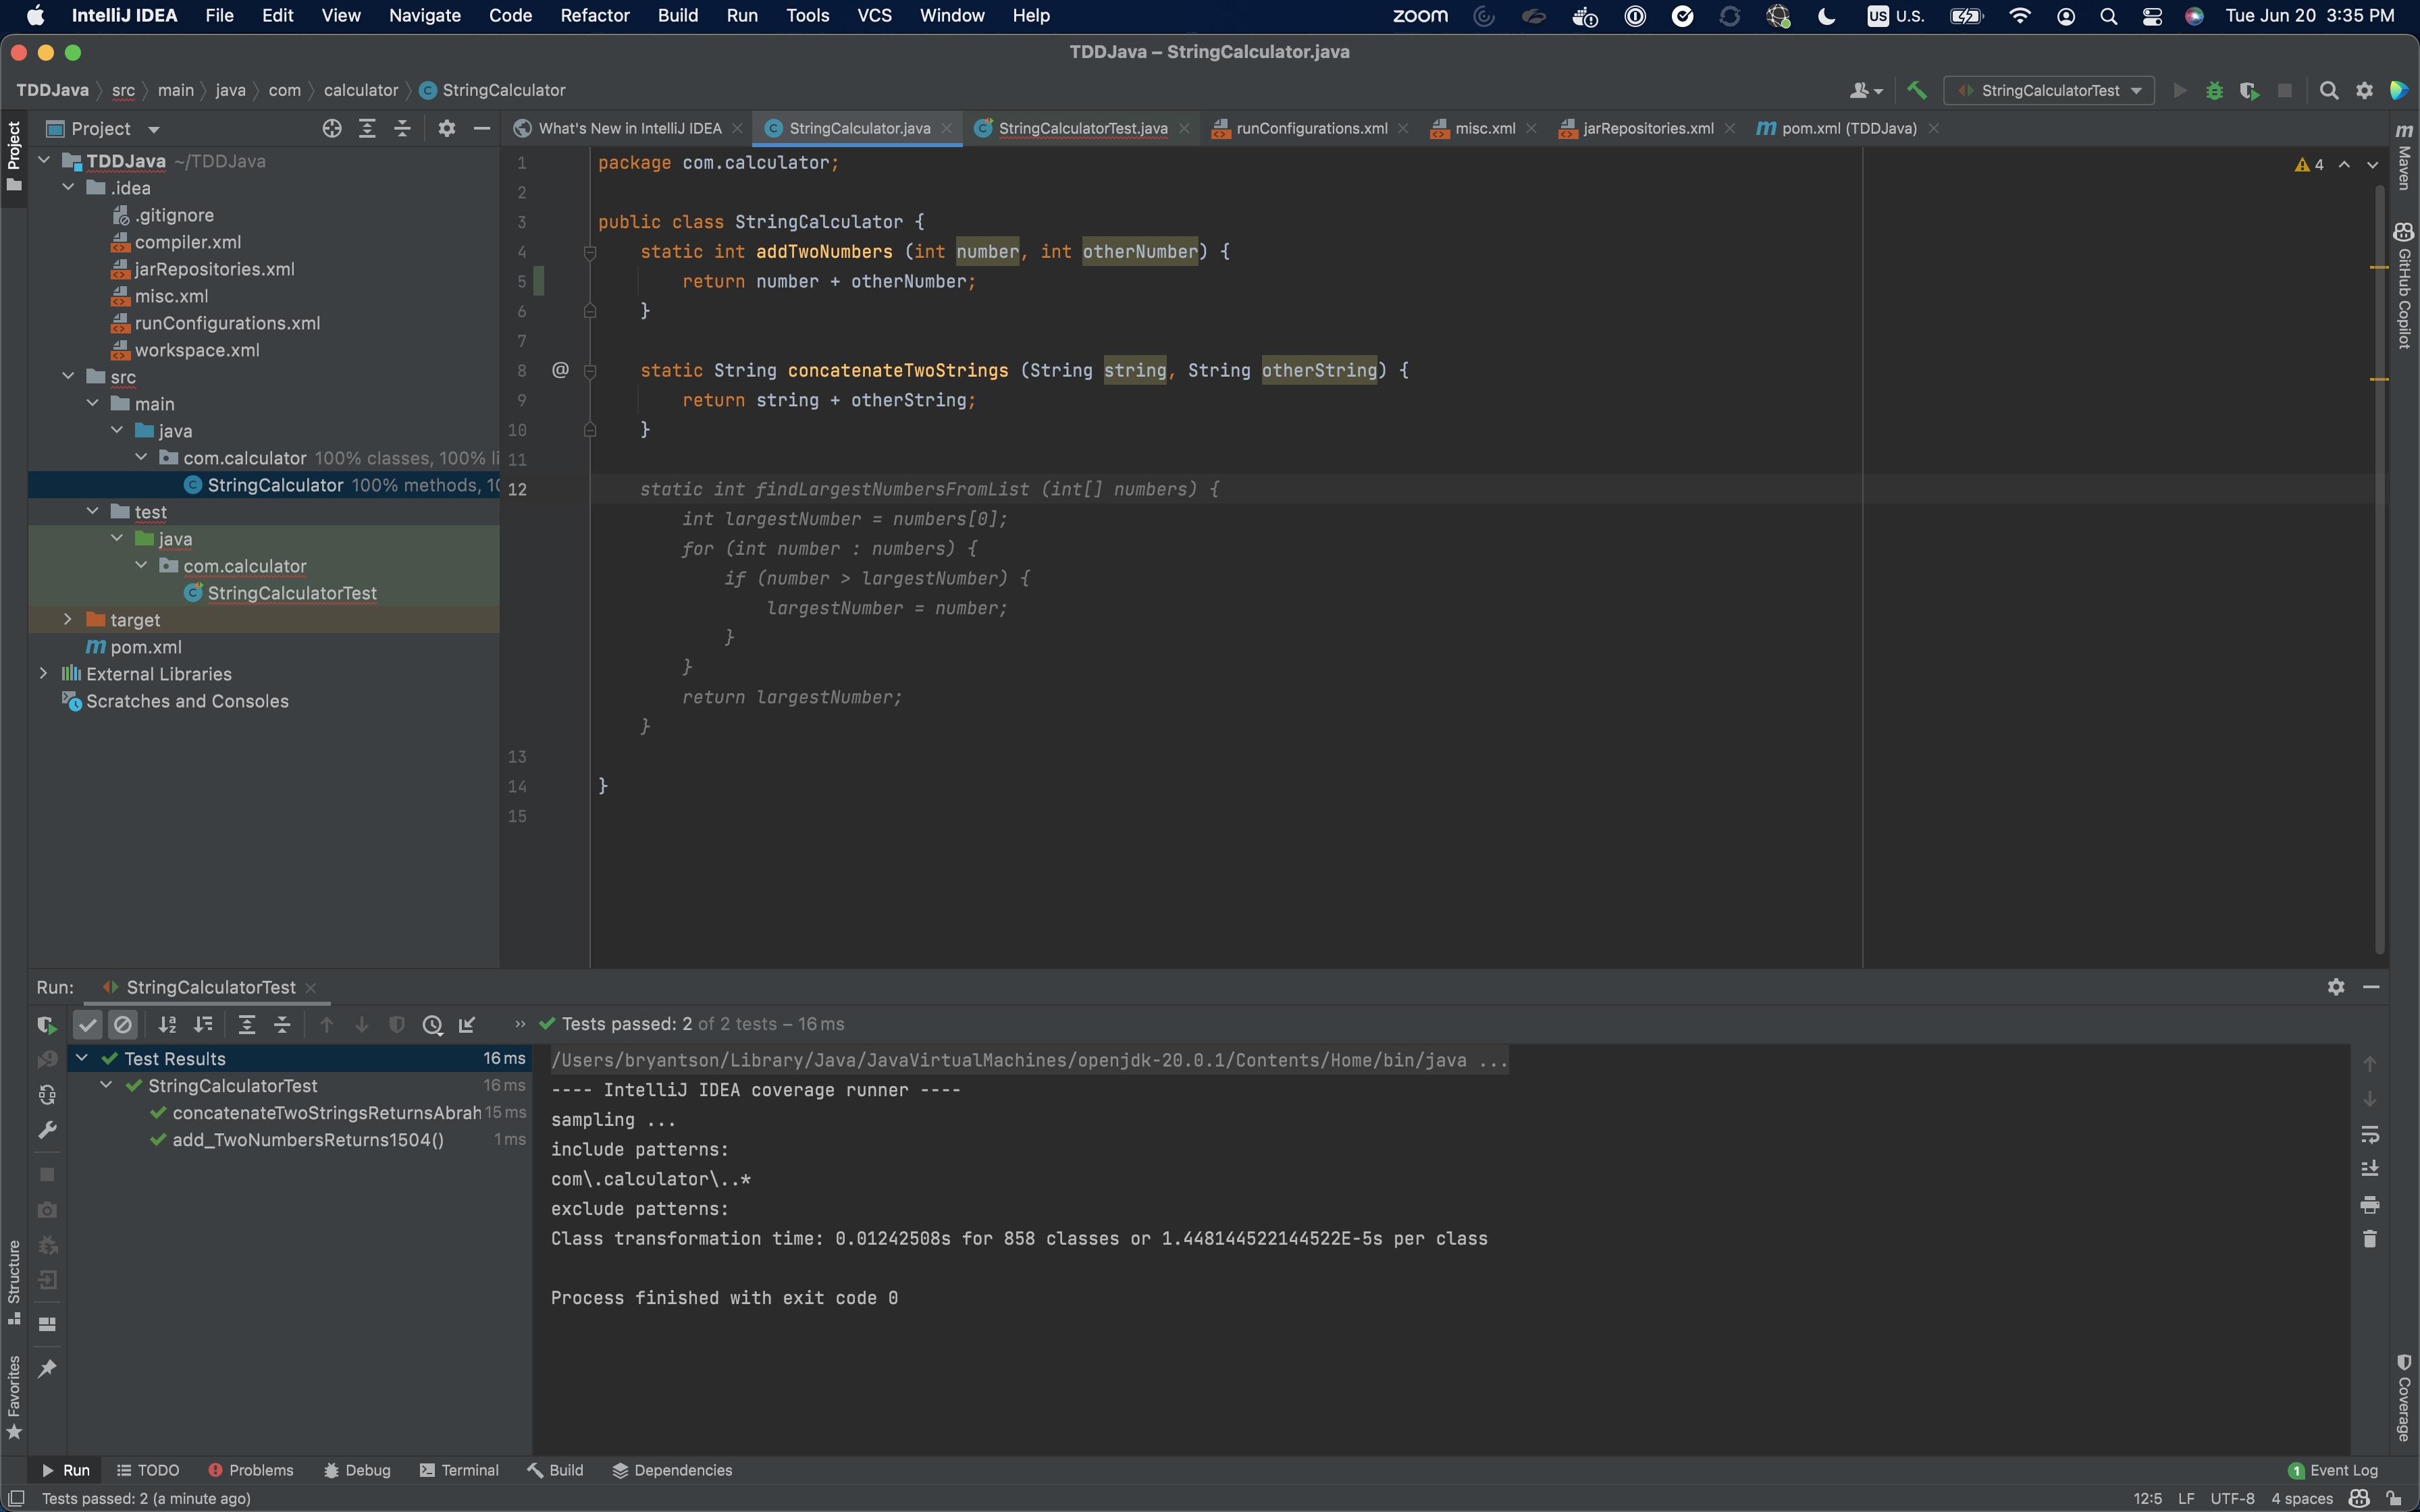 IntelliJ IDEA File Edit View Navigate Code Refactor Build Run Tools VCS Window Help zoom US U.S. Tue Jun 20 3:35 PM
TDDJava – StringCalculator.java
TDDJava src main java com calculator StringCalculator StringCalculatorTest
Project
Project
What's New in IntelliJ IDEA StringCalculator.java StringCalculatorTest.java runConfigurations.xml misc.xml jarRepositories.xml pom.xml (TDDJava)
TDDJava ~/TDDJava
.idea
.gitignore
compiler.xml
jarRepositories.xml
misc.xml
runConfigurations.xml
workspace.xml
src
main
java
com.calculator 100% classes, 100% li
StringCalculator 100% methods, 10
test
java
com.calculator
StringCalculatorTest
target
pom.xml
External Libraries
Scratches and Consoles
1 package com.calculator;
2
3 public class StringCalculator {
4 static int addTwoNumbers (int number, int otherNumber) {
5 return number + otherNumber;
6 }
7
8 @ static String concatenateTwoStrings (String string, String otherString) {
9 return string + otherString;
10 }
11
12 static int findLargestNumbersFromList (int[] numbers) {
int largestNumber = numbers[0];
for (int number : numbers) {
if (number > largestNumber) {
largestNumber = number;
}
}
return largestNumber;
}
13
14 }
15
4
Maven
GitHub Copilot
Run: StringCalculatorTest
Tests passed: 2 of 2 tests – 16 ms
Test Results 16 ms
StringCalculatorTest 16 ms
concatenateTwoStringsReturnsAbrah 15 ms
add_TwoNumbersReturns1504() 1 ms
/Users/bryantson/Library/Java/JavaVirtualMachines/openjdk-20.0.1/Contents/Home/bin/java ...
---- IntelliJ IDEA coverage runner ----
sampling ...
include patterns:
com\.calculator\..*
exclude patterns:
Class transformation time: 0.01242508s for 858 classes or 1.448144522144522E-5s per class
Process finished with exit code 0
Structure
Favorites
Coverage
Run TODO Problems Debug Terminal Build Dependencies 1 Event Log
Tests passed: 2 (a minute ago) 12:5 LF UTF-8 4 spaces